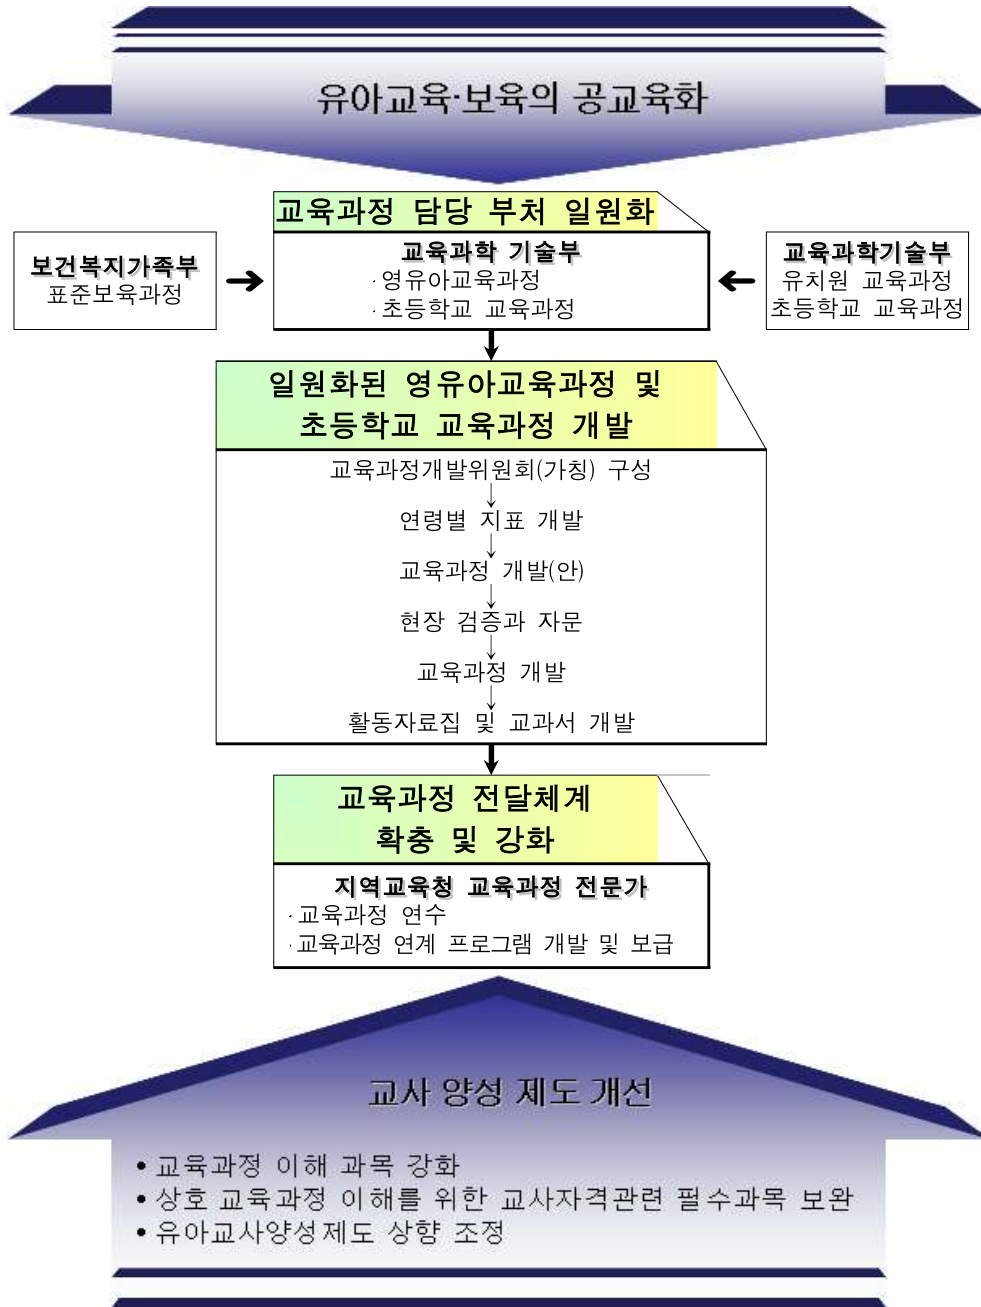 유아교육·보육의 공교육화
교육과정 담당 부처 일원화
보건복지가족부
표준보육과정
교육과학 기술부
·영유아교육과정
·초등학교 교육과정
교육과학기술부
유치원 교육과정
초등학교 교육과정
일원화된 영유아교육과정 및
초등학교 교육과정 개발
교육과정개발위원회(가칭) 구성
연령별 지표 개발
교육과정 개발(안)
현장 검증과 자문
교육과정 개발
활동자료집 및 교과서 개발
교육과정 전달체계
확충 및 강화
지역교육청 교육과정 전문가
·교육과정 연수
·교육과정 연계 프로그램 개발 및 보급
교사 양성 제도 개선
• 교육과정 이해 과목 강화
• 상호 교육과정 이해를 위한 교사자격관련 필수과목 보완
• 유아교사양성제도 상향 조정